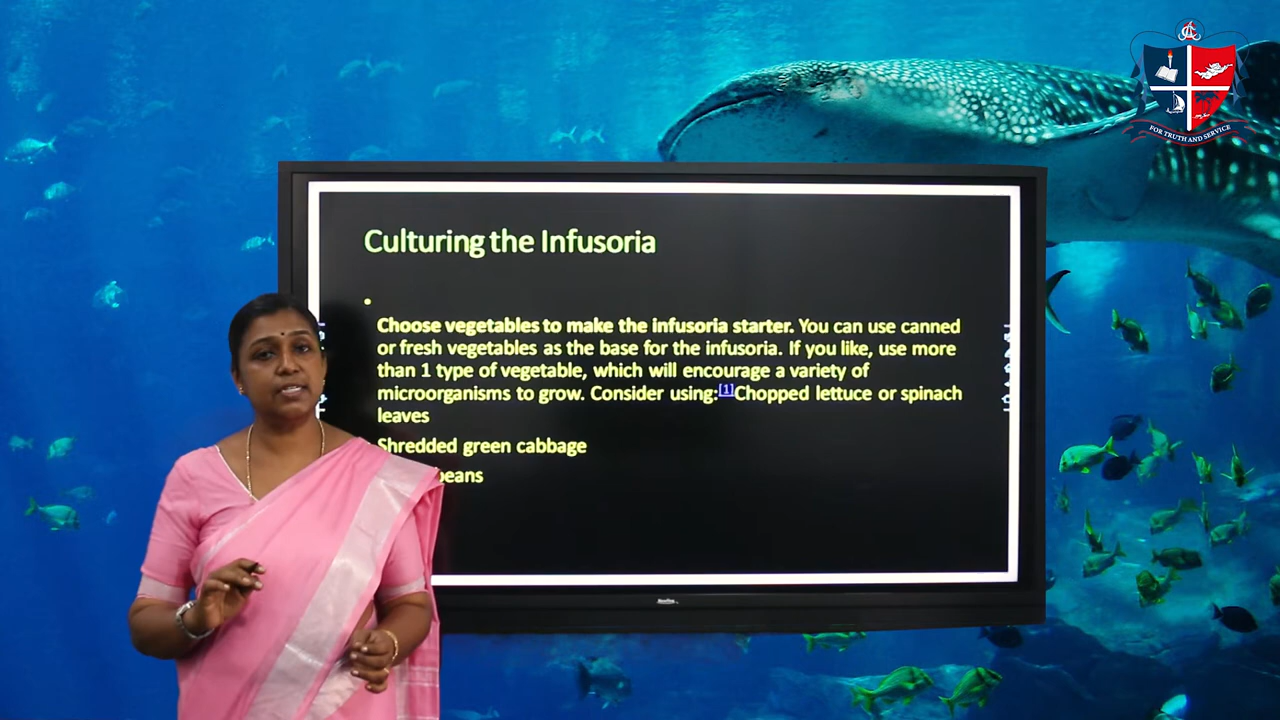 FOR TRUTH AND SERVICE
Culturing the Infusoria
Choose vegetables to make the infusoria starter. You can use canned
or fresh vegetables as the base for the infusoria. If you like, use more
than 1 type of vegetable, which will encourage a variety of
microorganisms to grow. Consider using:[1]Chopped lettuce or spinach
leaves
Shredded green cabbage
beans